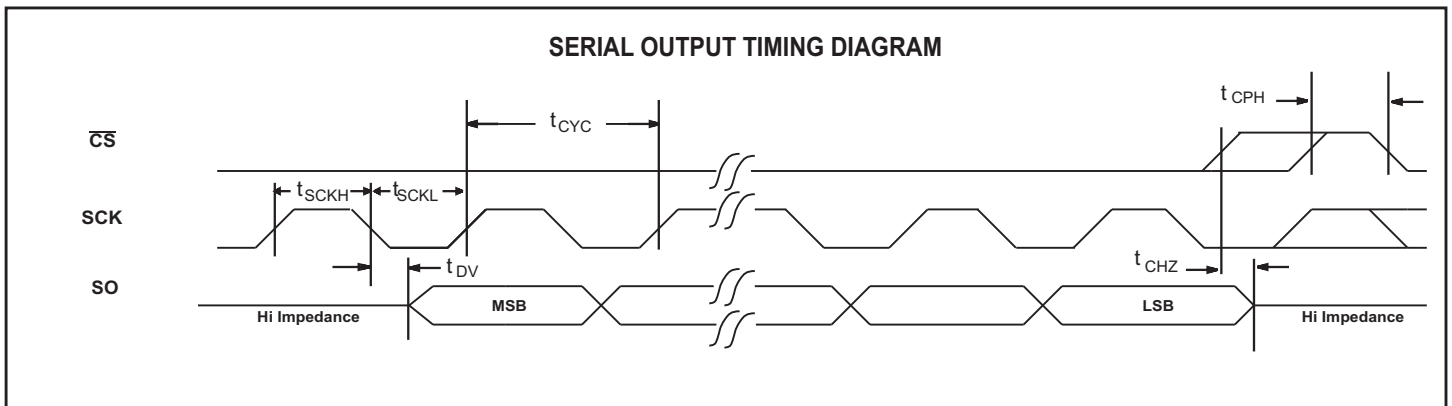 SERIAL OUTPUT TIMING DIAGRAM
t CPH
t CYC
CS
t SCKH
t SCKL
SCK
t DV
t CHZ
SO
MSB
LSB
Hi Impedance
Hi Impedance